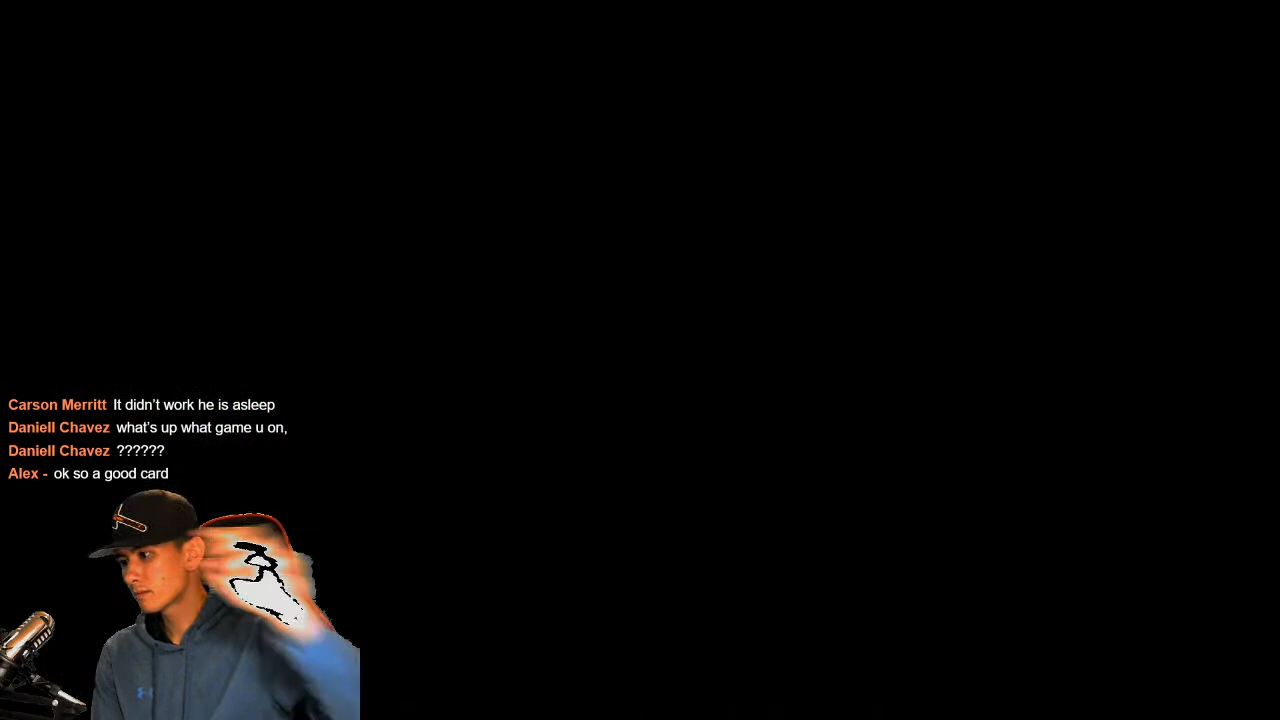 Carson Merritt It didn't work he is asleep
Daniell Chavez what's up what game u on,
Daniell Chavez ??????
Alex - ok so a good card